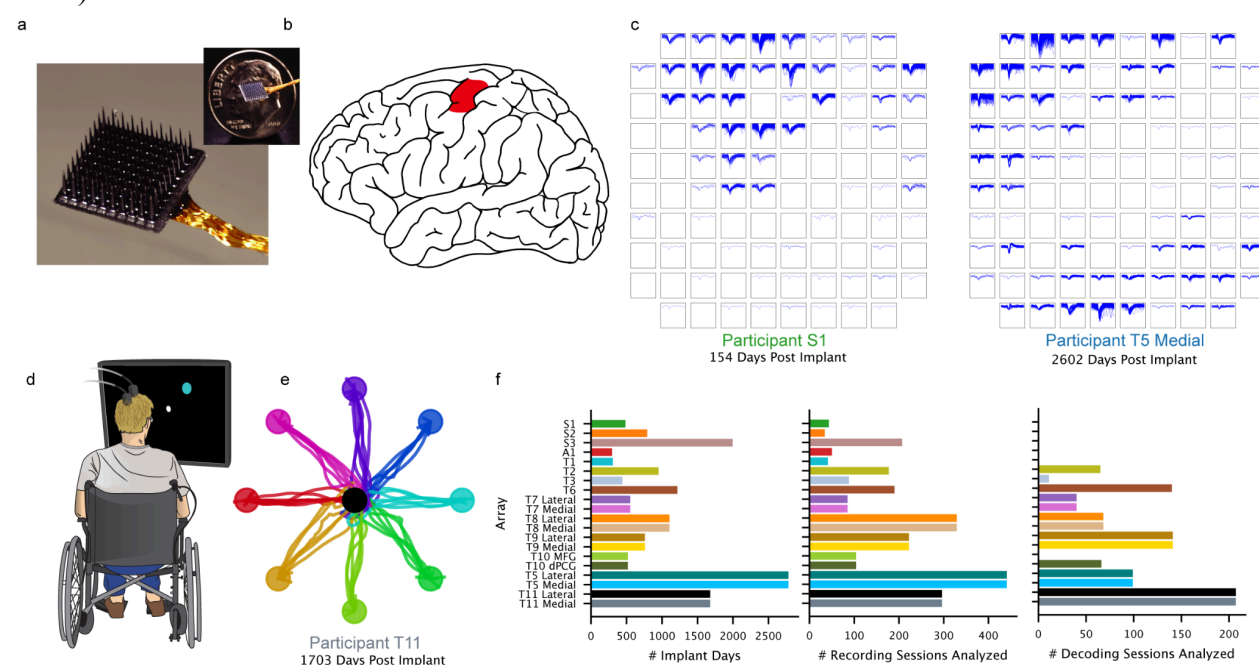 a
b
c
LIBERTY
Participant S1
154 Days Post Implant
Participant T5 Medial
2602 Days Post Implant
d
e
f
Participant T11
1703 Days Post Implant
Array
S1
S2
S3
A1
T1
T2
T3
T6
T7 Lateral
T7 Medial
T8 Lateral
T8 Medial
T9 Lateral
T9 Medial
T10 MFG
T10 dPCG
T5 Lateral
T5 Medial
T11 Lateral
T11 Medial
0 500 1000 1500 2000 2500
# Implant Days
0 100 200 300 400
# Recording Sessions Analyzed
0 50 100 150 200
# Decoding Sessions Analyzed